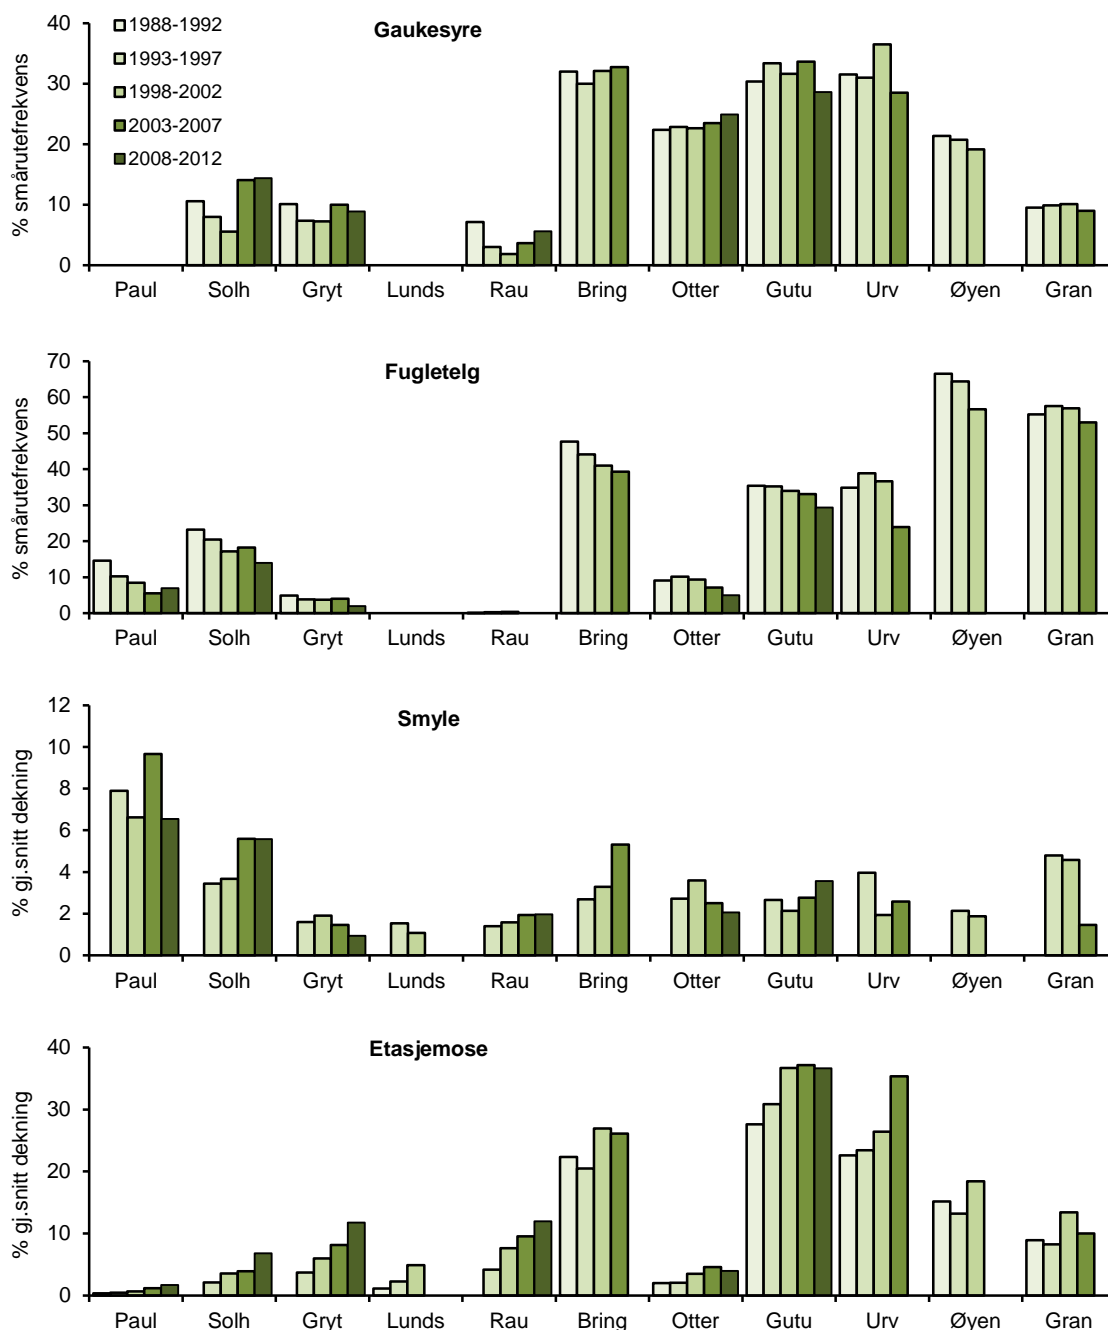 Gaukesyre
1988-1992
1993-1997
1998-2002
2003-2007
2008-2012
% smårutefrekvens
40
30
20
10
0
Paul Solh Gryt Lunds Rau Bring Otter Gutu Urv Øyen Gran
Fugletelg
% smårutefrekvens
70
60
50
40
30
20
10
0
Paul Solh Gryt Lunds Rau Bring Otter Gutu Urv Øyen Gran
Smyle
% gj.snitt dekning
12
10
8
6
4
2
0
Paul Solh Gryt Lunds Rau Bring Otter Gutu Urv Øyen Gran
Etasjemose
% gj.snitt dekning
40
30
20
10
0
Paul Solh Gryt Lunds Rau Bring Otter Gutu Urv Øyen Gran